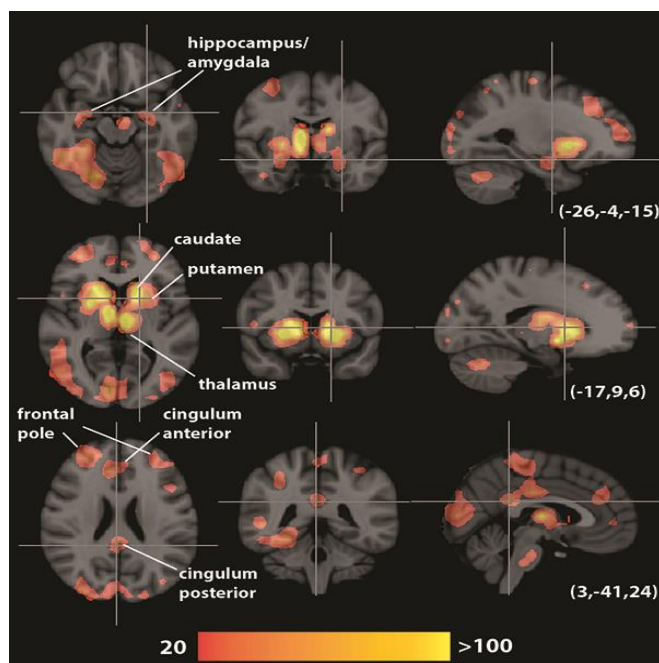 hippocampus/
amygdala
(-26,-4,-15)
caudate
putamen
thalamus
(-17,9,6)
frontal
pole
cingulum
anterior
cingulum
posterior
(3,-41,24)
20
>100